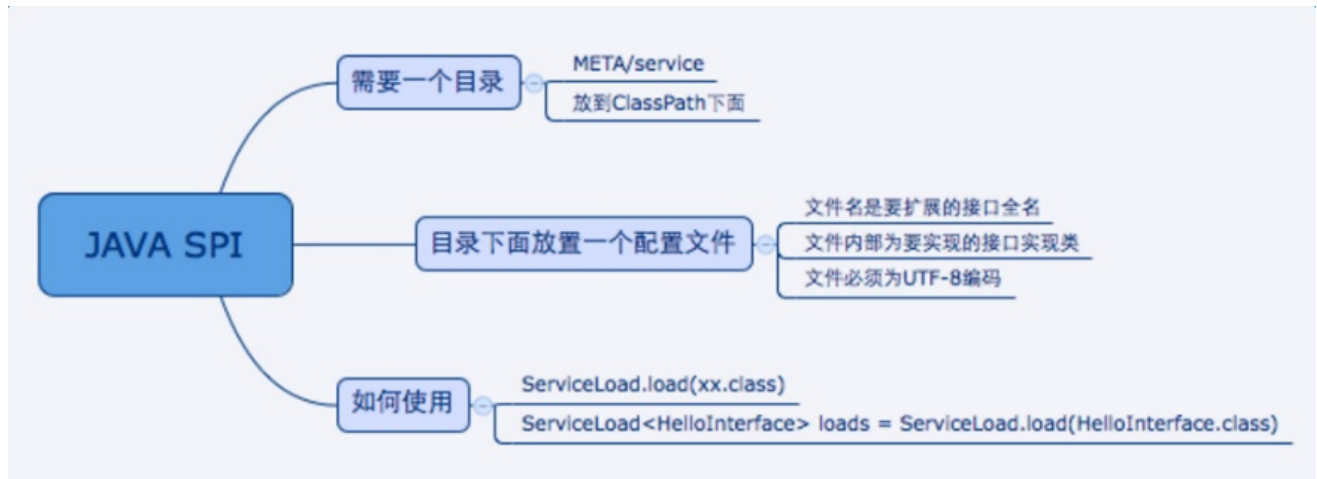 需要一个目录
META/service
放到ClassPath下面
JAVA SPI
目录下面放置一个配置文件
文件名是要扩展的接口全名
文件内部为要实现的接口实现类
文件必须为UTF-8编码
如何使用
ServiceLoad.load(xx.class)
ServiceLoad<HelloInterface> loads = ServiceLoad.load(HelloInterface.class)